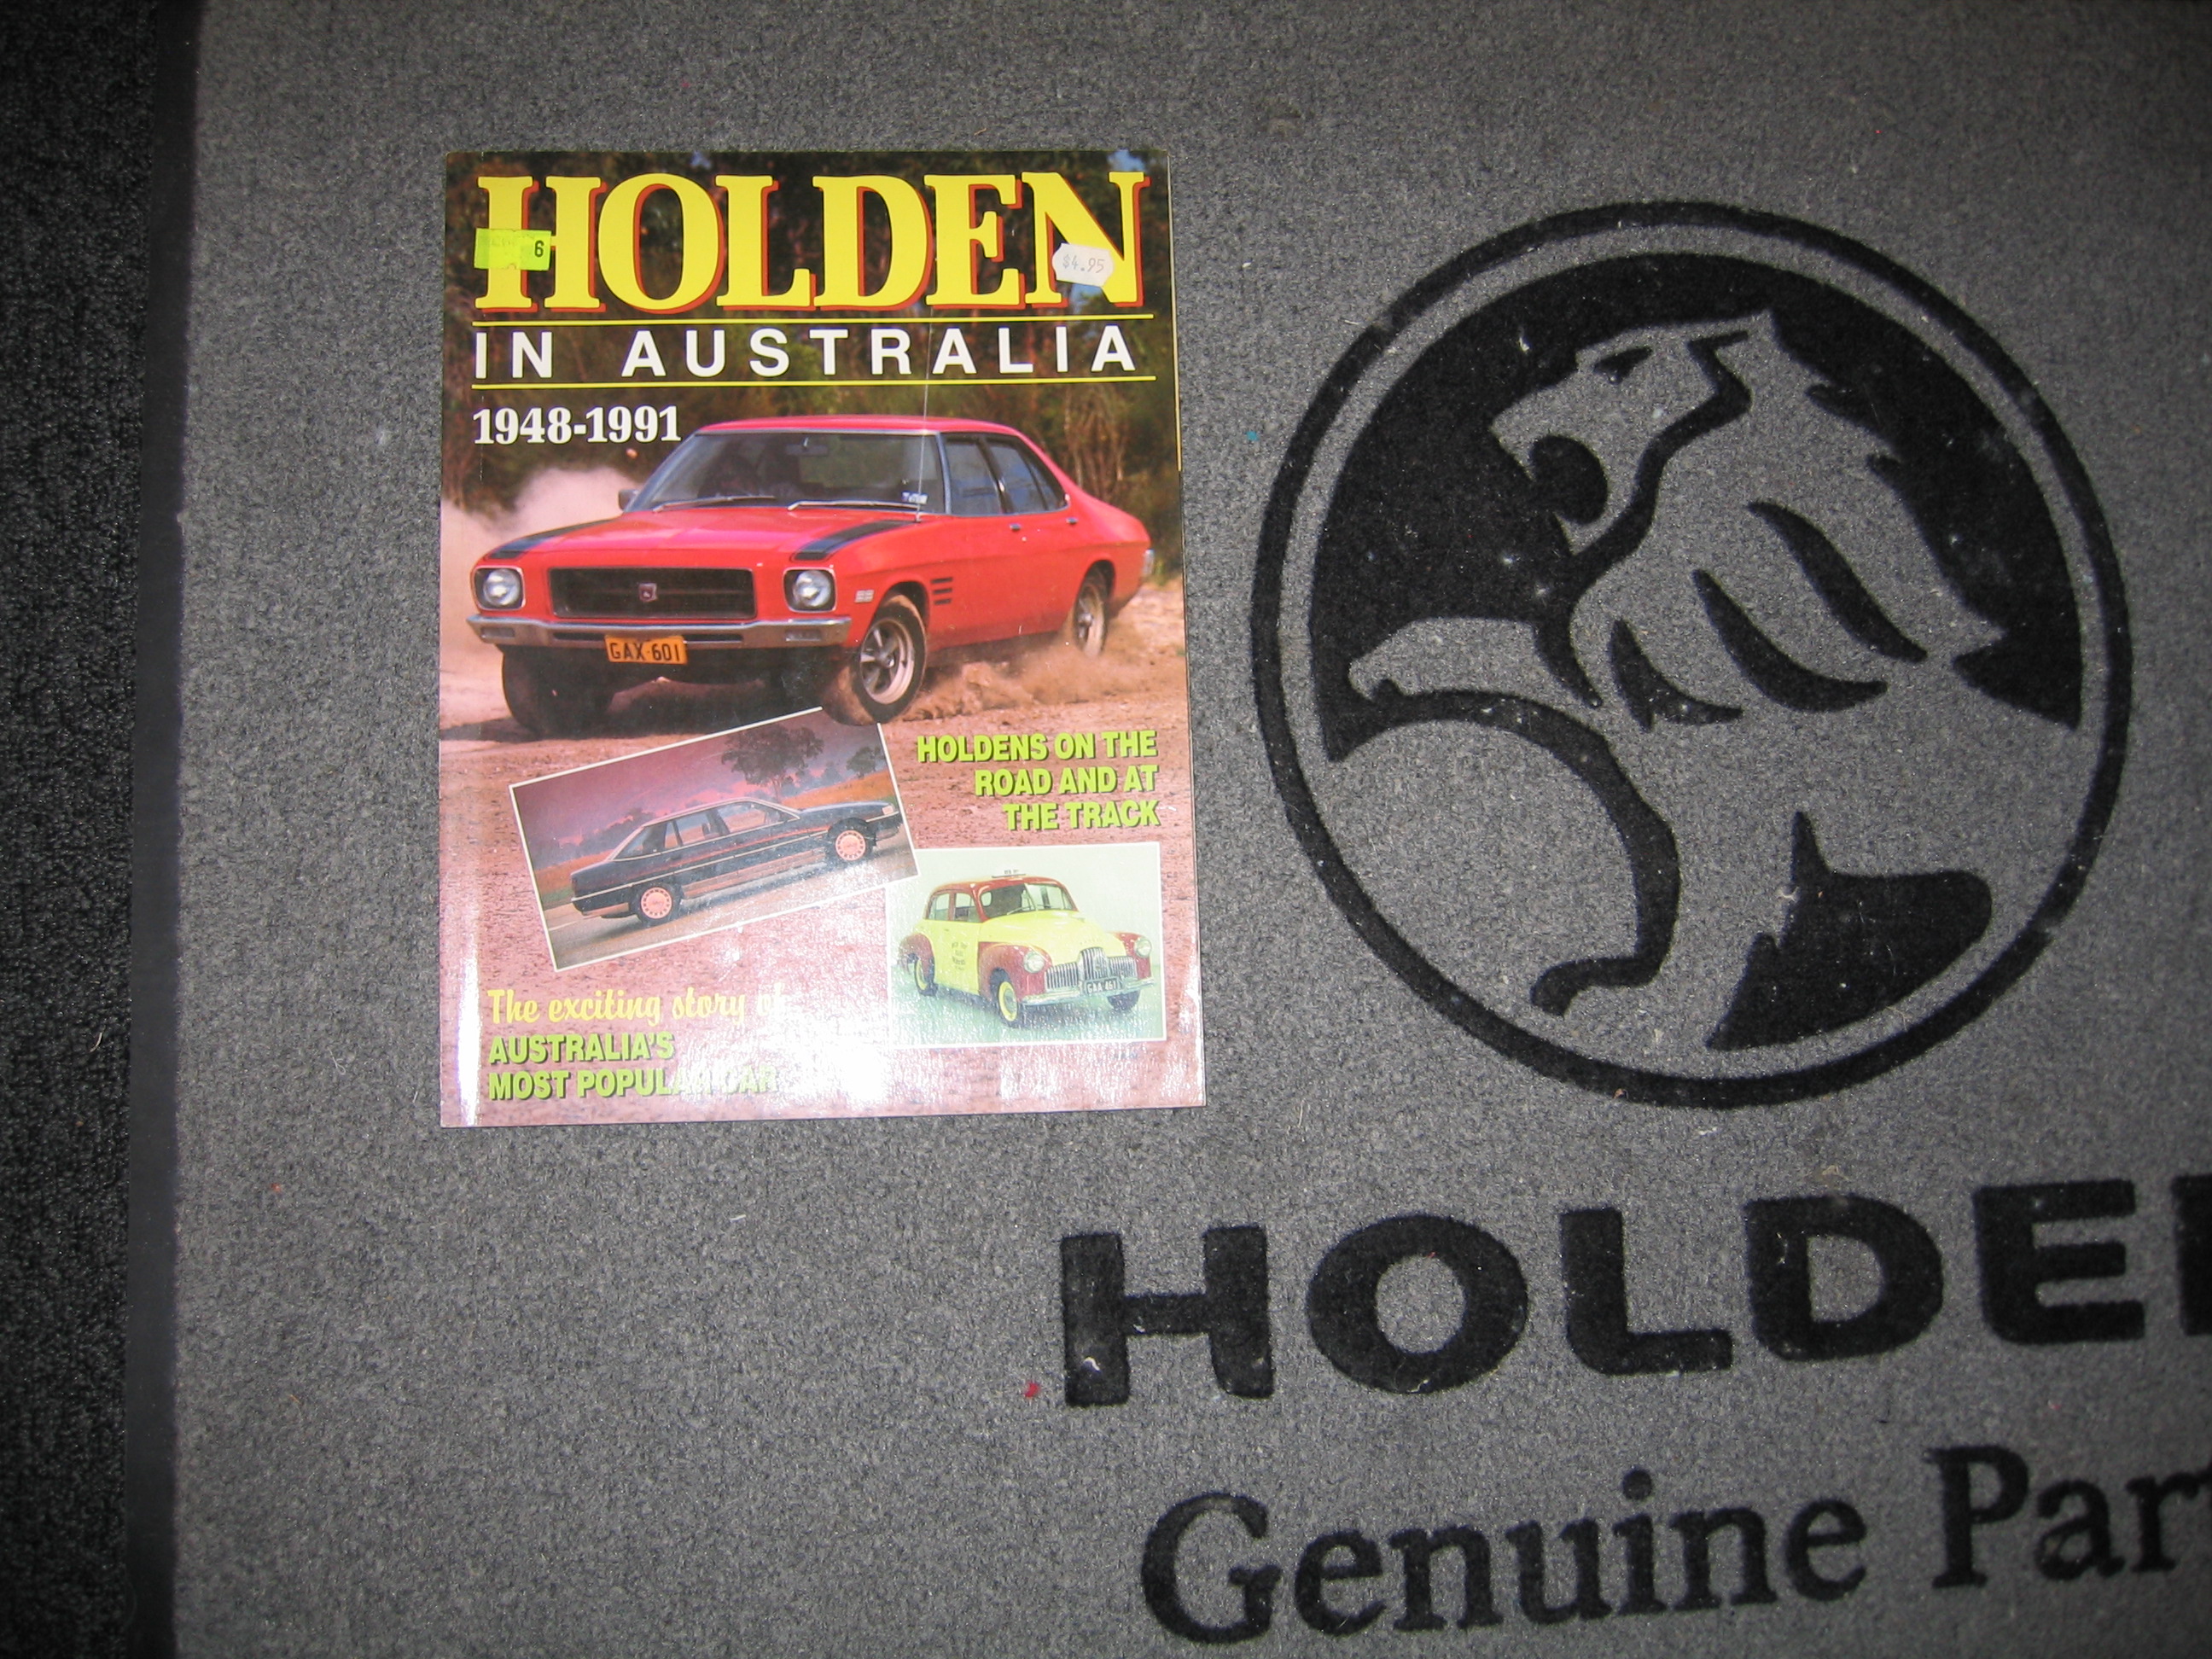 HOLDEN
6
$4.95
IN AUSTRALIA
1948-1991
GAX·601
HOLDENS ON THE
ROAD AND AT
THE TRACK
The exciting story of
AUSTRALIA'S
MOST POPULAR CAR
HOLDE
Genuine Par